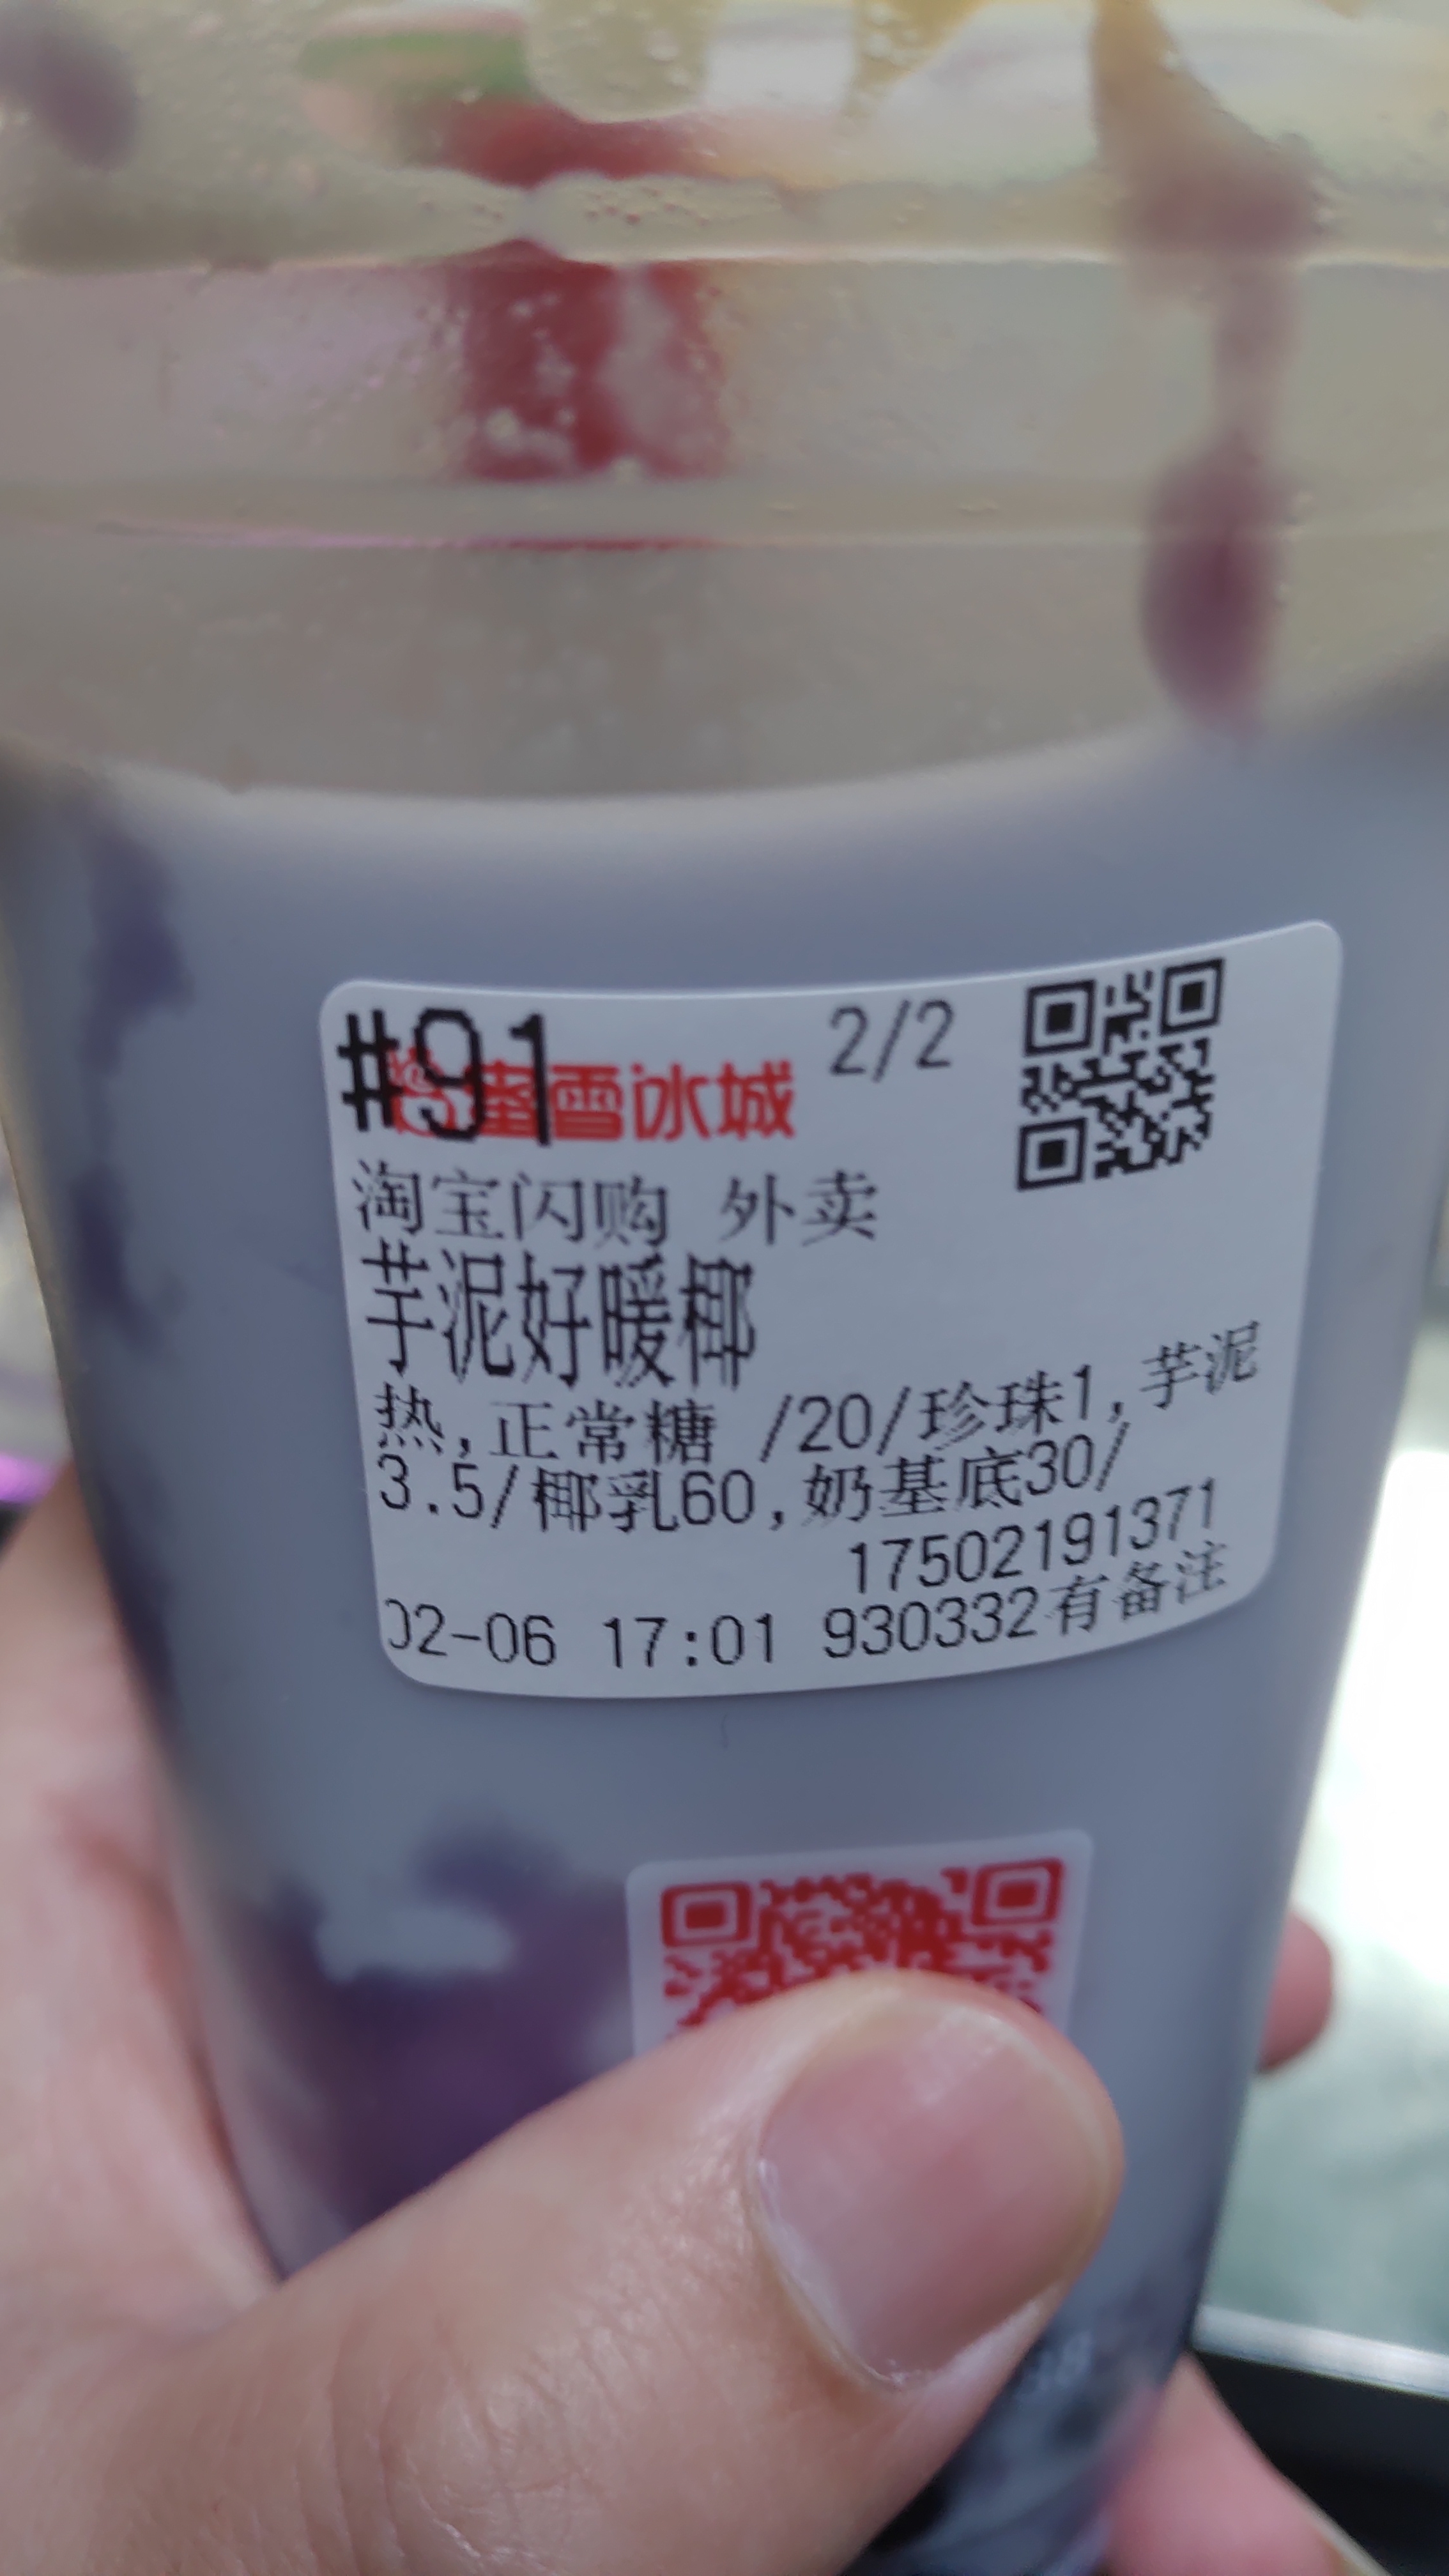 #91 蜜雪冰城 2/2
淘宝闪购 外卖
芋泥好暖椰
热,正常糖 /20/珍珠1,芋泥
3.5/椰乳60,奶基底30/
17502191371
02-06 17:01 930332有备注